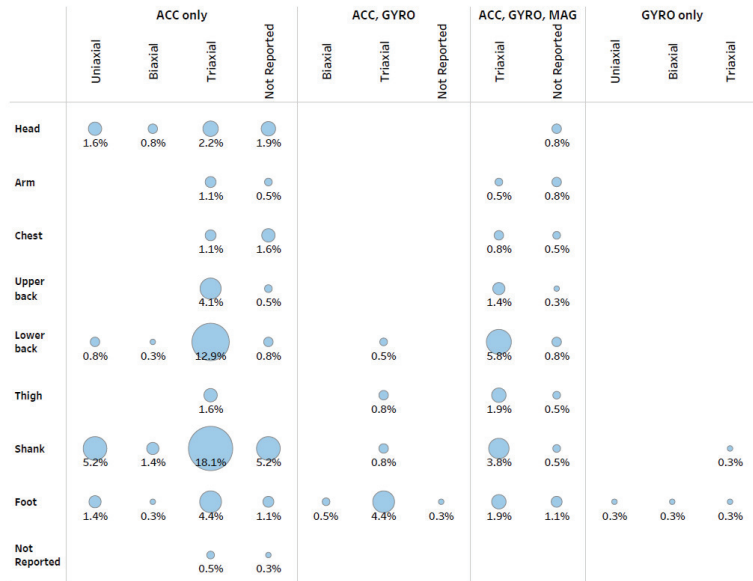 ACC only ACC, GYRO ACC, GYRO, MAG GYRO only
Uniaxial Biaxial Triaxial Not Reported Biaxial Triaxial Not Reported Triaxial Not Reported Uniaxial Biaxial Triaxial
Head
1.6% 0.8% 2.2% 1.9% 0.8%
Arm
1.1% 0.5% 0.5% 0.8%
Chest
1.1% 1.6% 0.8% 0.5%
Upper
back
4.1% 0.5% 1.4% 0.3%
Lower
back
0.8% 0.3% 12.9% 0.8% 0.5% 5.8% 0.8%
Thigh
1.6% 0.8% 1.9% 0.5%
Shank
5.2% 1.4% 18.1% 5.2% 0.8% 3.8% 0.5% 0.3%
Foot
1.4% 0.3% 4.4% 1.1% 0.5% 4.4% 0.3% 1.9% 1.1% 0.3% 0.3% 0.3%
Not
Reported
0.5% 0.3%